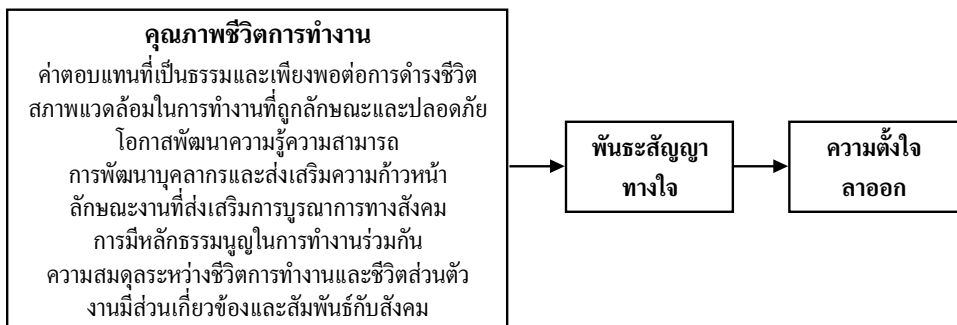 คุณภาพชีวิตการทำงาน
ค่าตอบแทนที่เป็นธรรมและเพียงพอต่อการดำรงชีวิต
สภาพแวดล้อมในการทำงานที่ถูกลักษณะและปลอดภัย
โอกาสพัฒนาความรู้ความสามารถ
การพัฒนาบุคลากรและส่งเสริมความก้าวหน้า
ลักษณะงานที่ส่งเสริมการบูรณาการทางสังคม
การมีหลักธรรมนูญในการทำงานร่วมกัน
ความสมดุลระหว่างชีวิตการทำงานและชีวิตส่วนตัว
งานมีส่วนเกี่ยวข้องและสัมพันธ์กับสังคม
พันธะสัญญา
ทางใจ
ความตั้งใจ
ลาออก